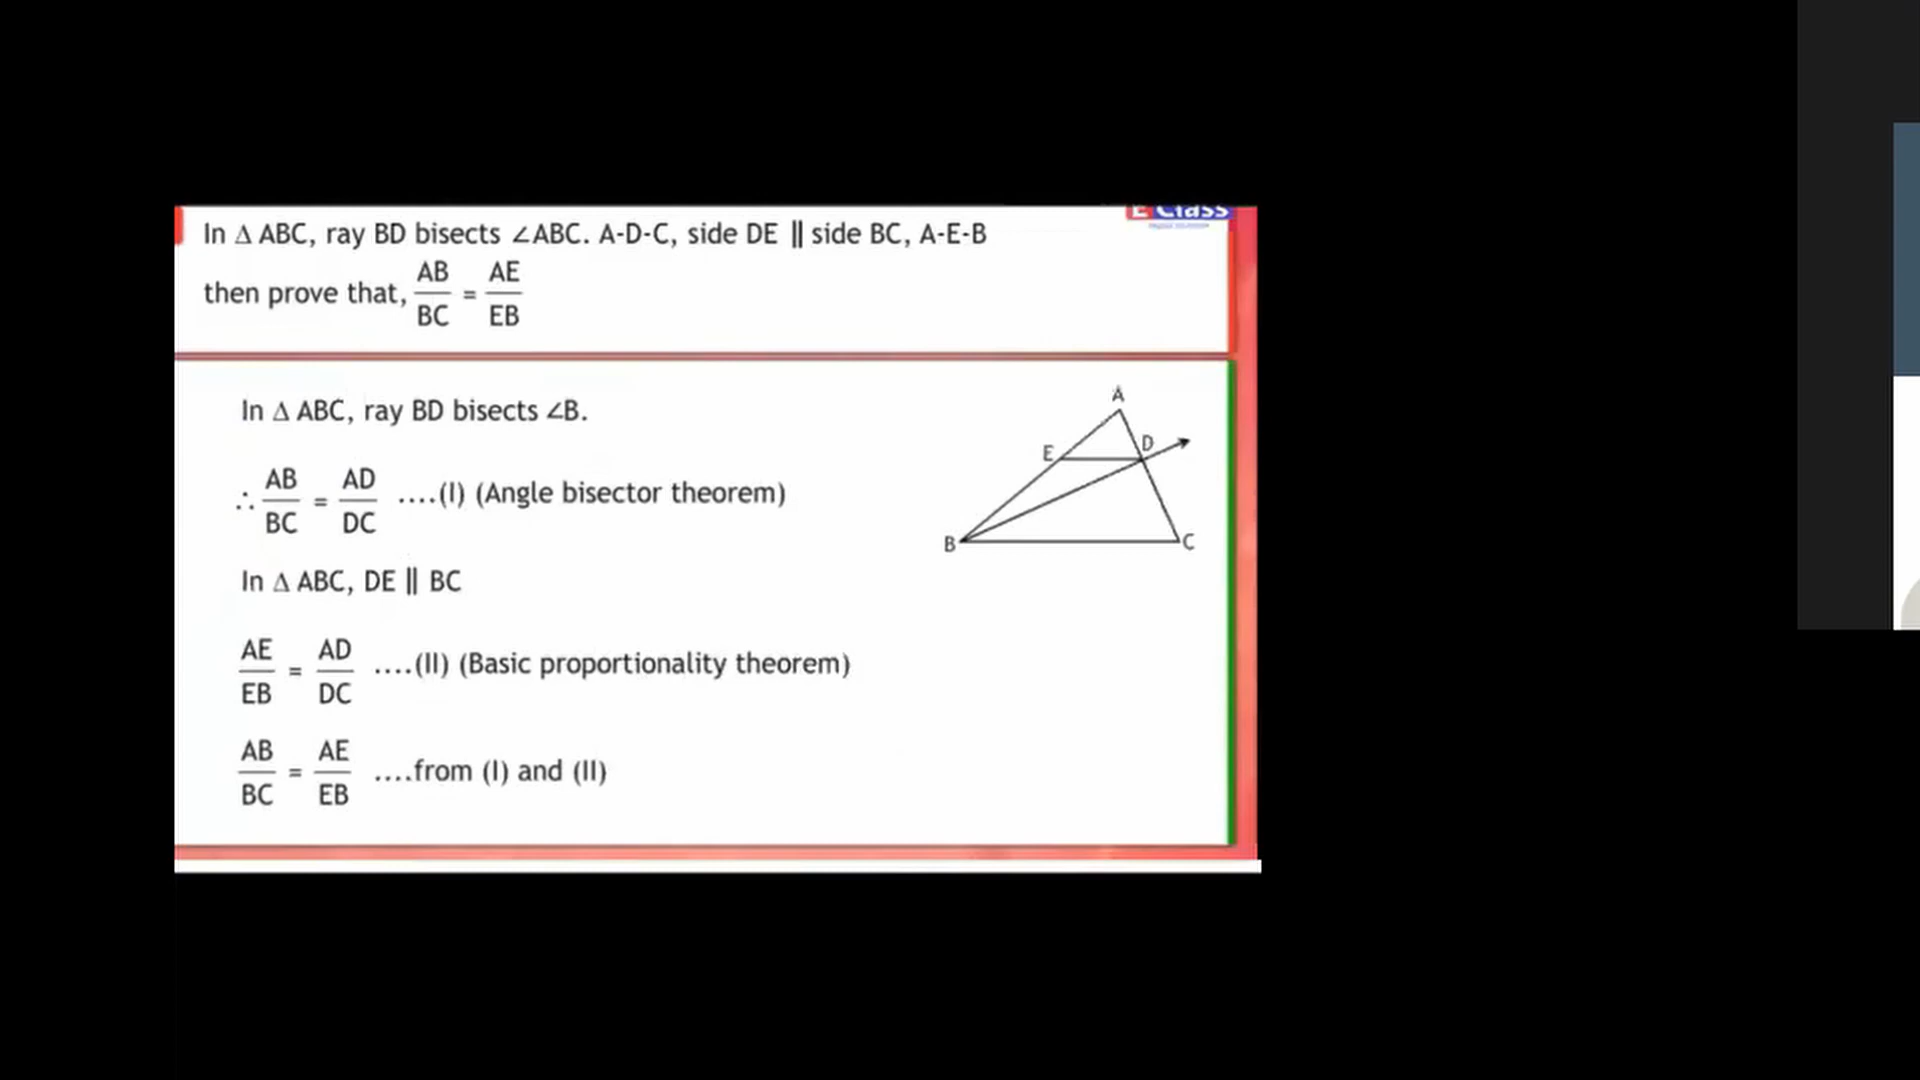 E Class
In Δ ABC, ray BD bisects ∠ABC. A-D-C, side DE || side BC, A-E-B
then prove that, AB/BC = AE/EB
In Δ ABC, ray BD bisects ∠B.
∴ AB/BC = AD/DC ....(I) (Angle bisector theorem)
In Δ ABC, DE || BC
AE/EB = AD/DC ....(II) (Basic proportionality theorem)
AB/BC = AE/EB ....from (I) and (II)
A
E
D
B
C